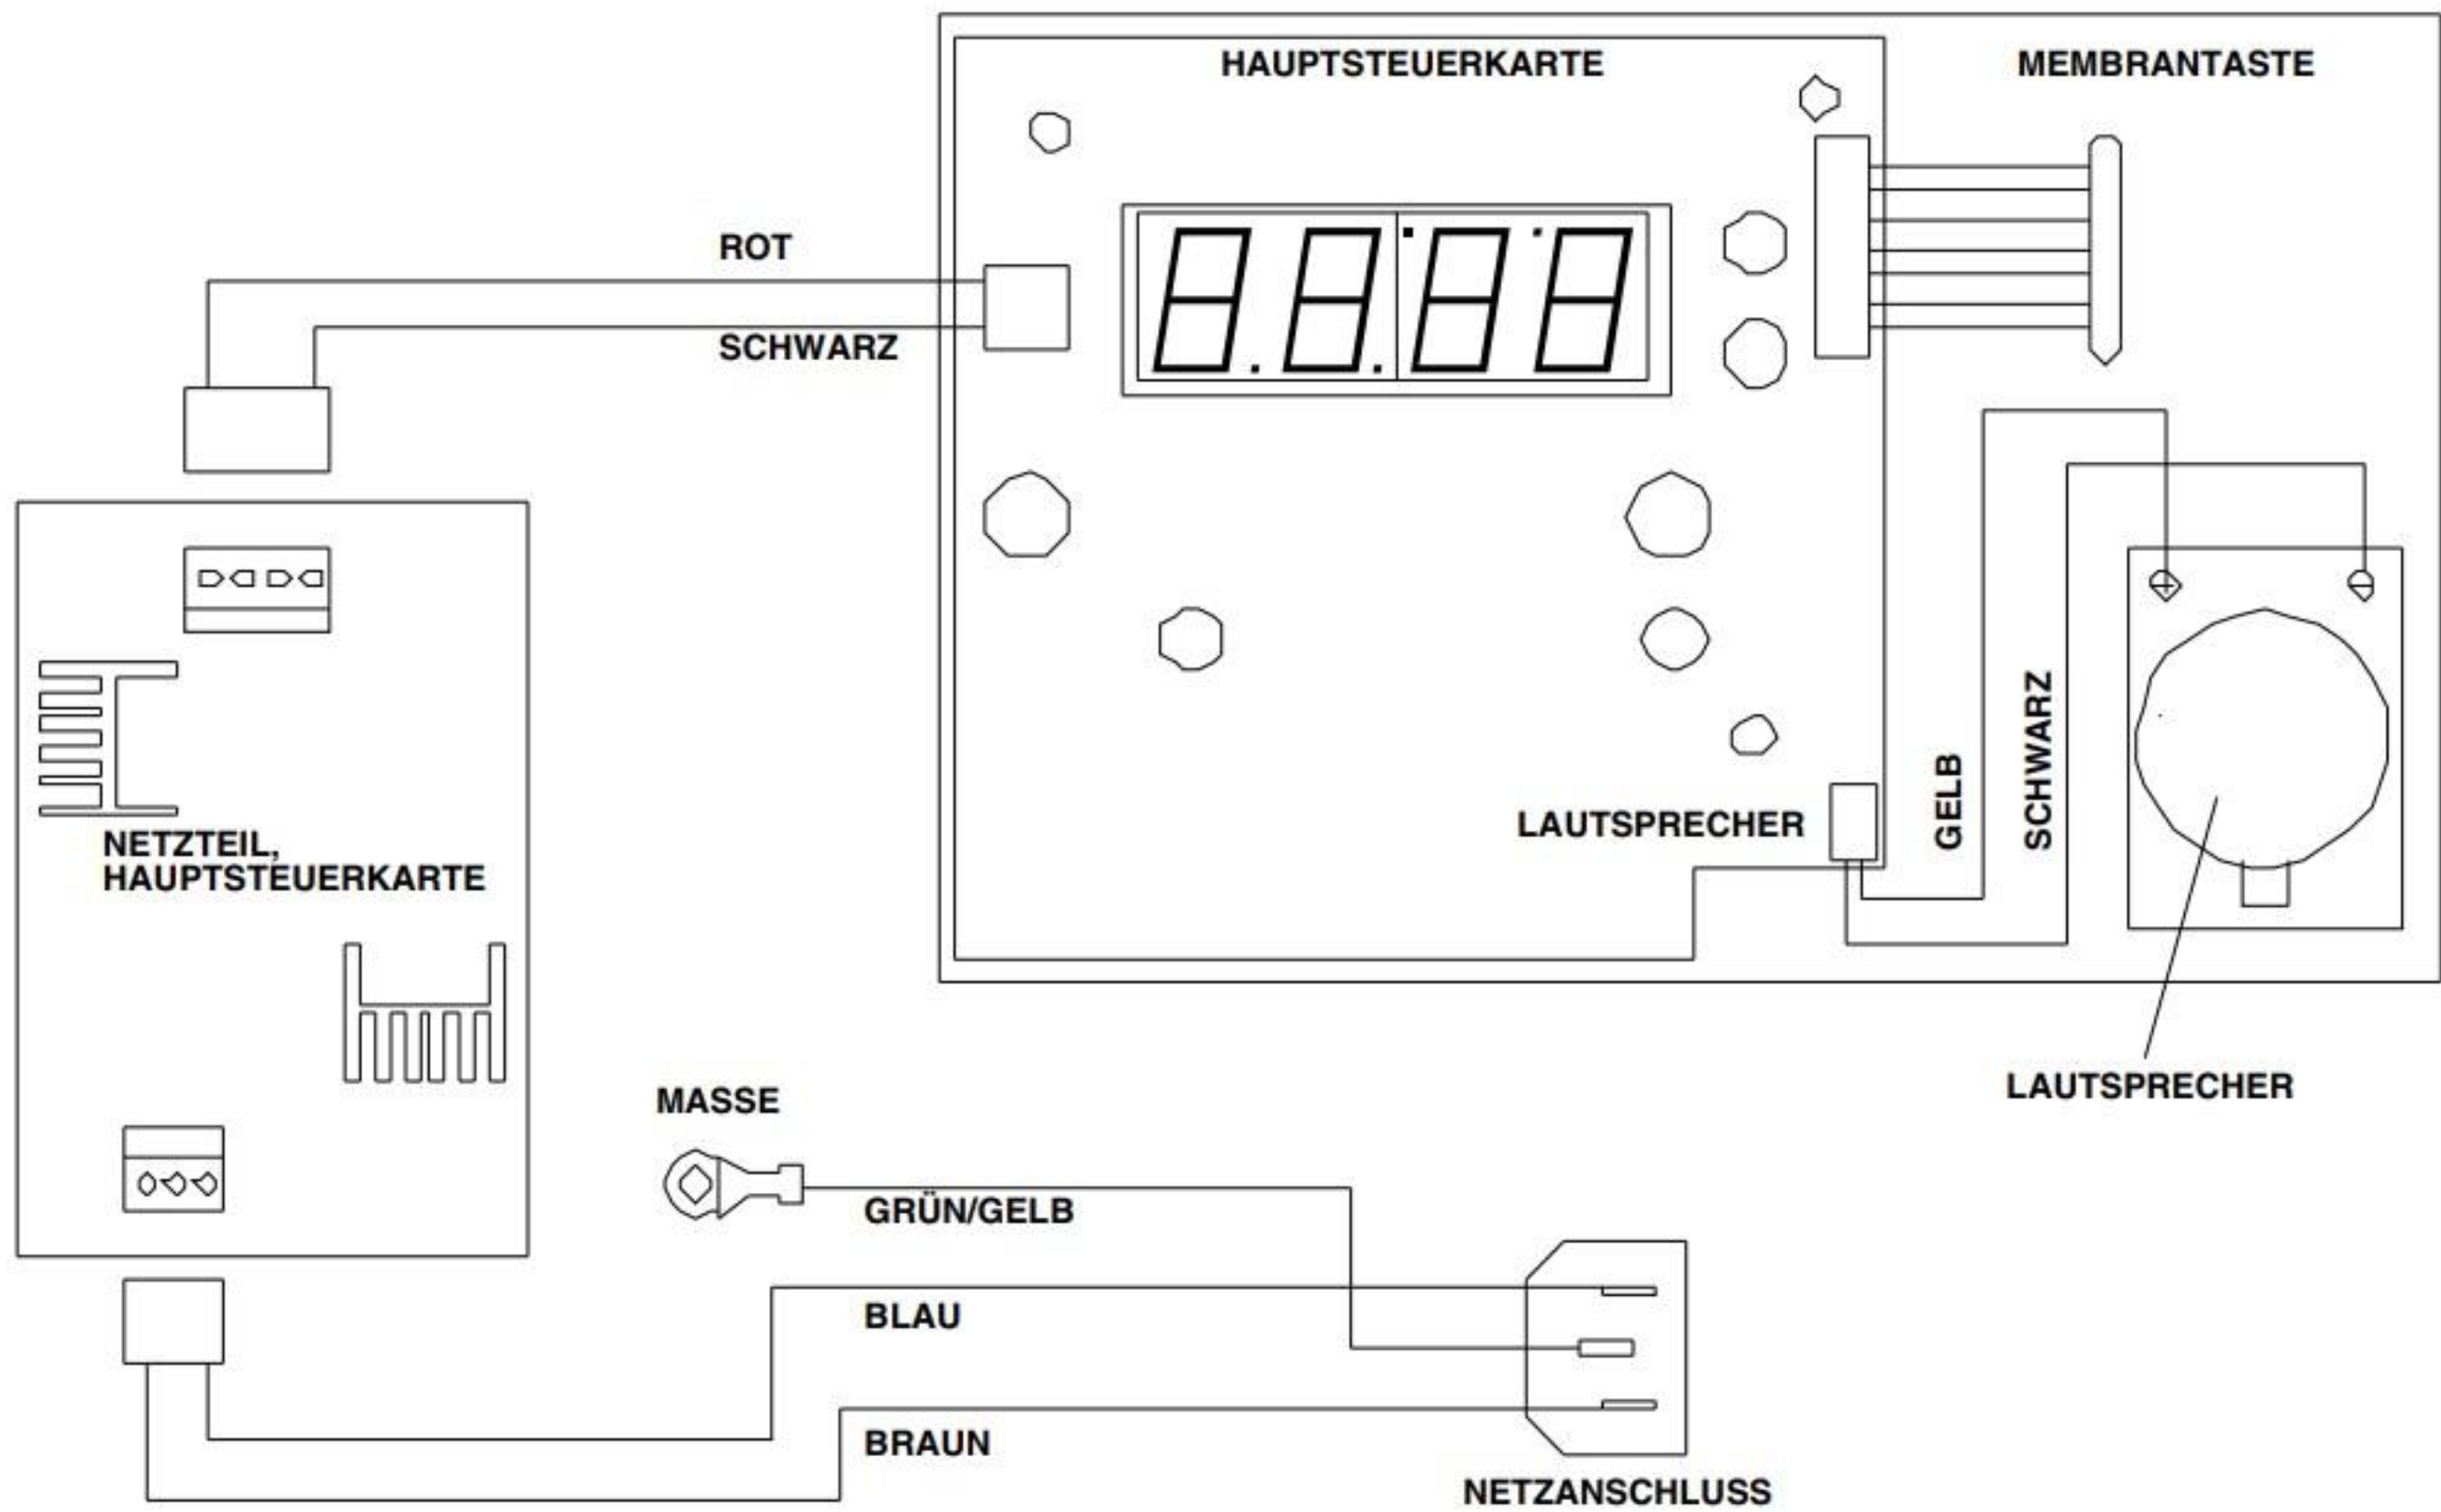 HAUPTSTEUERKARTE
MEMBRANTASTE
ROT
SCHWARZ
GELB
SCHWARZ
LAUTSPRECHER
NETZTEIL,
HAUPTSTEUERKARTE
LAUTSPRECHER
MASSE
GRÜN/GELB
BLAU
BRAUN
NETZANSCHLUSS